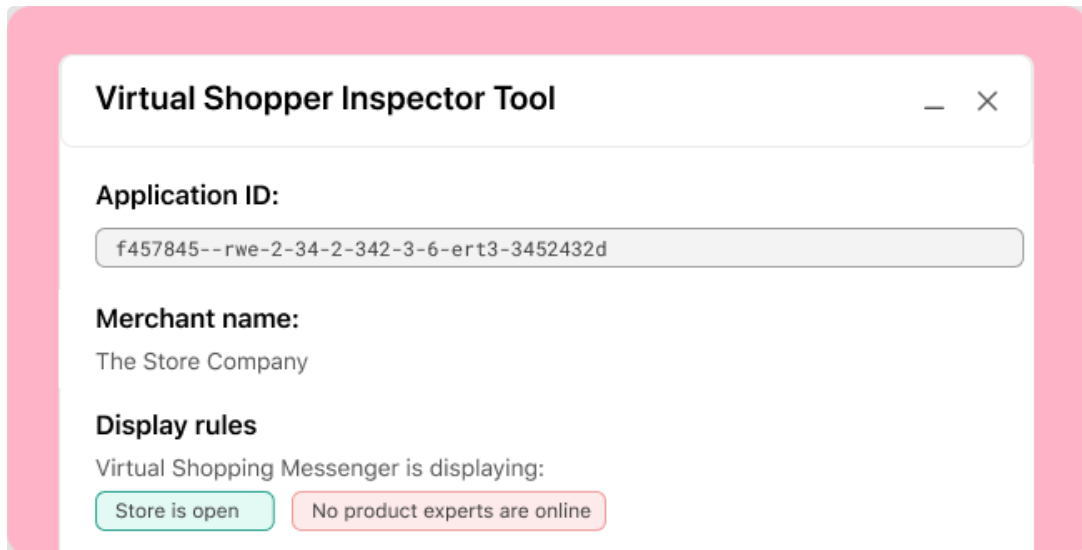 Virtual Shopper Inspector Tool
Application ID:
f457845--rwe-2-34-2-342-3-6-ert3-3452432d
Merchant name:
The Store Company
Display rules
Virtual Shopping Messenger is displaying:
Store is open No product experts are online